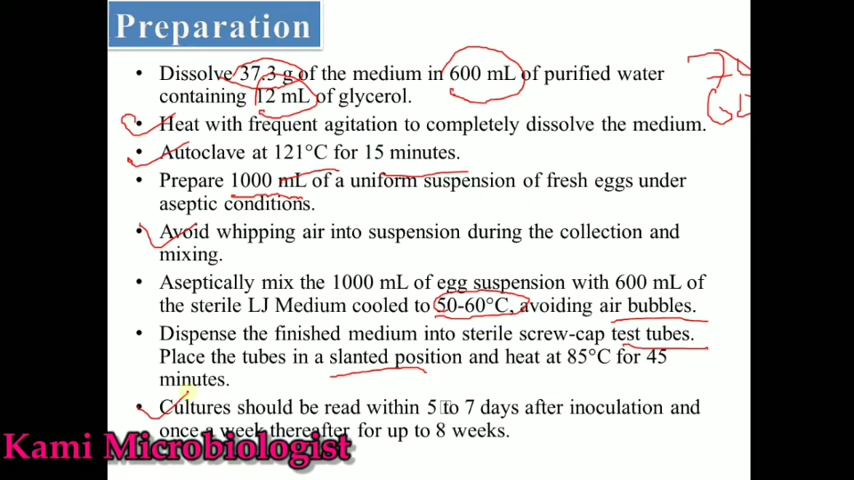 Preparation
• Dissolve 37.3 g of the medium in 600 mL of purified water
containing 12 mL of glycerol.
• Heat with frequent agitation to completely dissolve the medium.
• Autoclave at 121°C for 15 minutes.
• Prepare 1000 mL of a uniform suspension of fresh eggs under
aseptic conditions.
• Avoid whipping air into suspension during the collection and
mixing.
• Aseptically mix the 1000 mL of egg suspension with 600 mL of
the sterile LJ Medium cooled to 50-60°C, avoiding air bubbles.
• Dispense the finished medium into sterile screw-cap test tubes.
Place the tubes in a slanted position and heat at 85°C for 45
minutes.
• Cultures should be read within 5 to 7 days after inoculation and
once a week thereafter for up to 8 weeks.
Kami Microbiologist